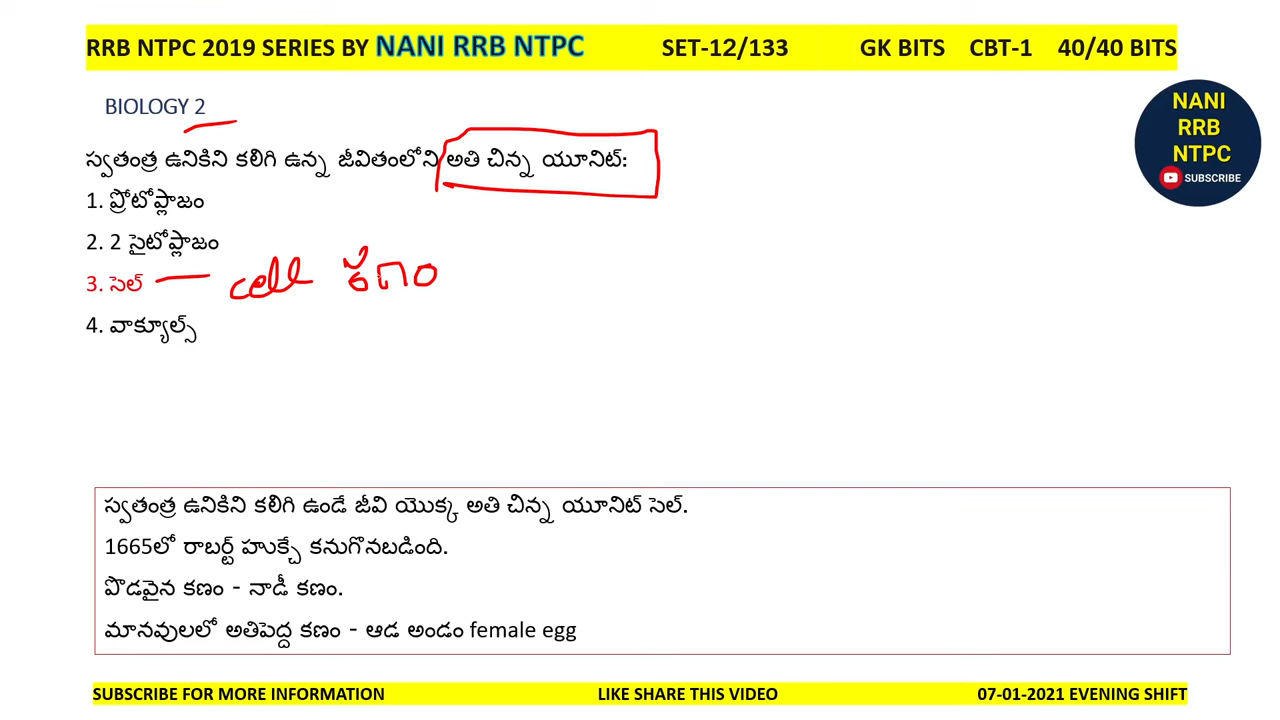 RRB NTPC 2019 SERIES BY NANI RRB NTPC SET-12/133 GK BITS CBT-1 40/40 BITS
NANI
RRB
NTPC
SUBSCRIBE
BIOLOGY 2
స్వతంత్ర ఉనికిని కలిగి ఉన్న జీవితంలోని అతి చిన్న యూనిట్:
1. ప్రోటోప్లాజం
2. 2 సైటోప్లాజం
3. సెల్ cell కణం
4. వాక్యూల్స్
స్వతంత్ర ఉనికిని కలిగి ఉండే జీవి యొక్క అతి చిన్న యూనిట్ సెల్.
1665లో రాబర్ట్ హుక్చే కనుగొనబడింది.
పొడవైన కణం - నాడీ కణం.
మానవులలో అతిపెద్ద కణం - ఆడ అండం female egg
SUBSCRIBE FOR MORE INFORMATION LIKE SHARE THIS VIDEO 07-01-2021 EVENING SHIFT